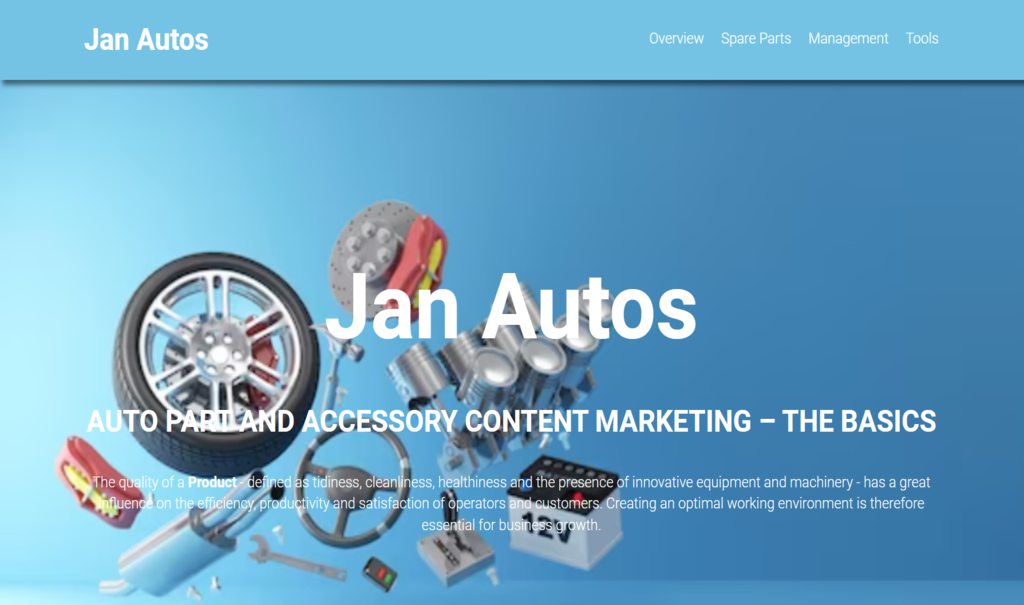 Jan Autos
Overview Spare Parts Management Tools
Jan Autos
AUTO PART AND ACCESSORY CONTENT MARKETING – THE BASICS
The quality of a Product - defined as tidiness, cleanliness, healthiness and the presence of innovative equipment and machinery - has a great
influence on the efficiency, productivity and satisfaction of operators and customers. Creating an optimal working environment is therefore
essential for business growth.
12V